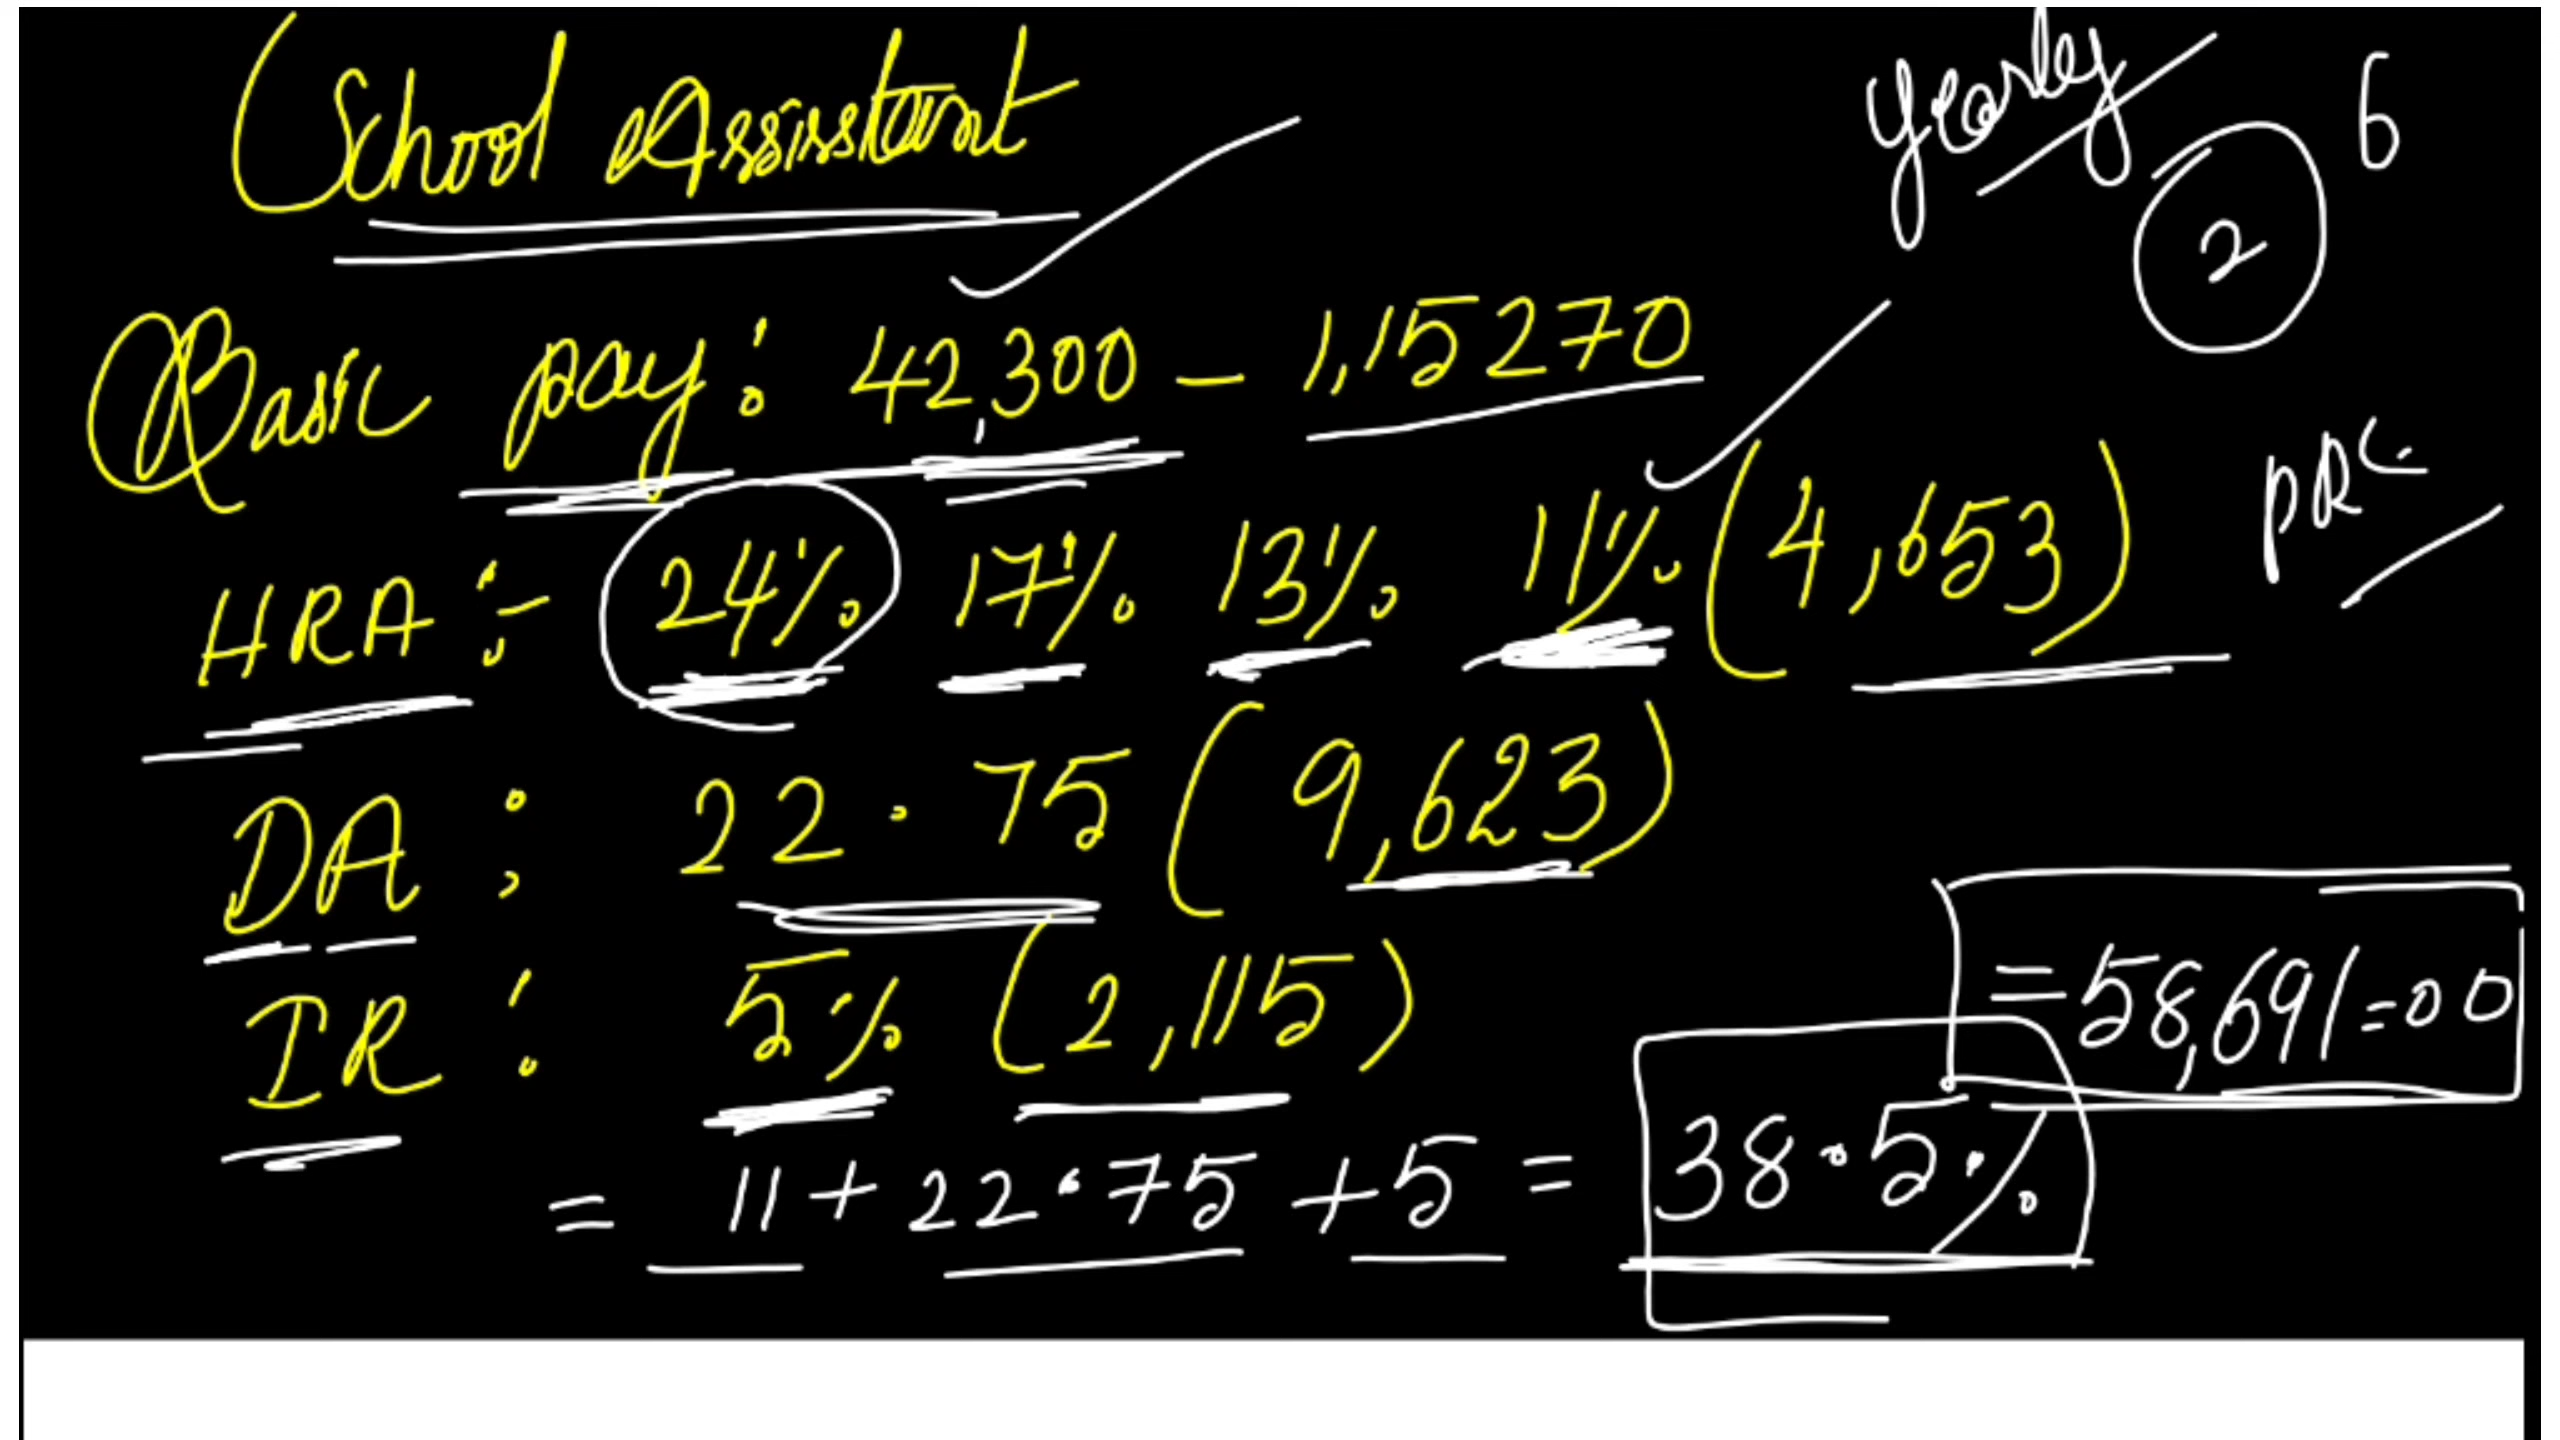 School Assisstant
Yearly 6
2
Basic pay: 42,300 - 1,15270
PRC
HRA :- 24% 17% 13% 11% (4,653)
DA : 22.75 (9,623)
IR : 5% (2,115)
= 58,691=00
= 11 + 22.75 + 5 = 38.5%